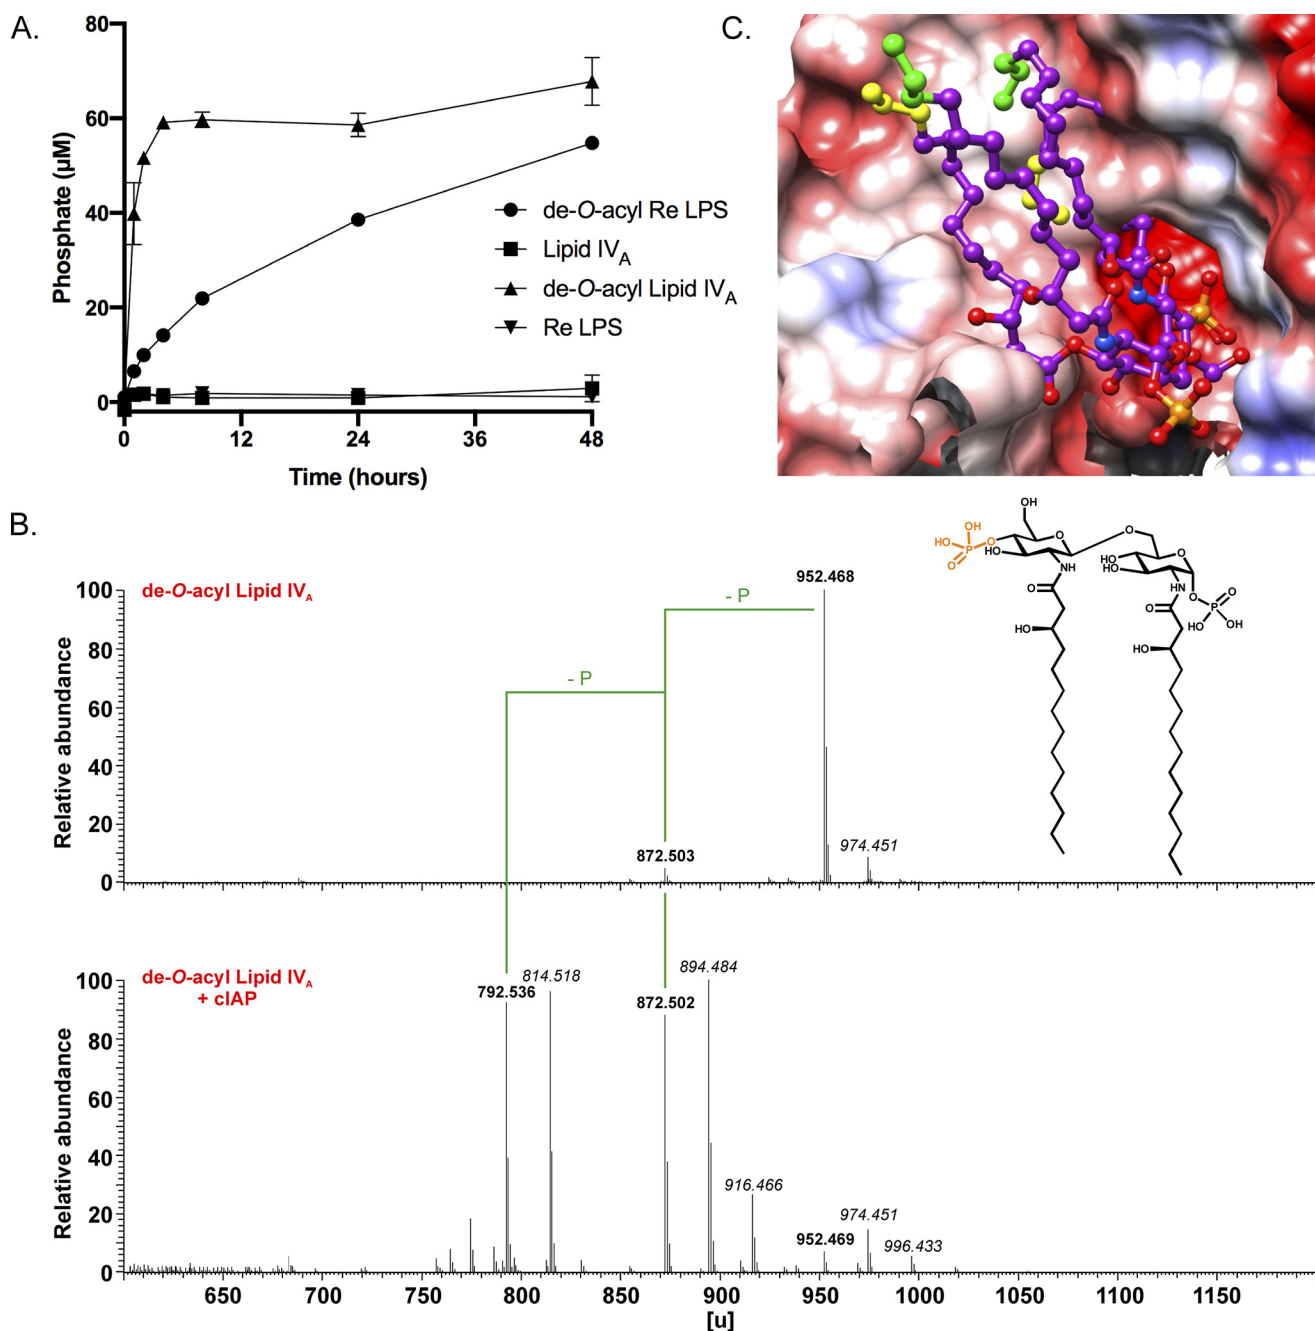 A.
80
60
40
20
0
Phosphate (µM)
0 12 24 36 48
Time (hours)
de-O-acyl Re LPS
Lipid IVA
de-O-acyl Lipid IVA
Re LPS
C.
B.
de-O-acyl Lipid IVA
100
80
60
40
20
0
Relative abundance
- P
- P
952.468
872.503
974.451
OH
OH
HO
P
O
O
HO
O
O
NH
O
HO
HO
HO
O
HN
O
O
P
O
HO
OH
O
HO
HO
de-O-acyl Lipid IVA
+ cIAP
100
80
60
40
20
0
Relative abundance
792.536
814.518
872.502
894.484
916.466
952.469
974.451
996.433
650 700 750 800 850 900 950 1000 1050 1100 1150
[u]